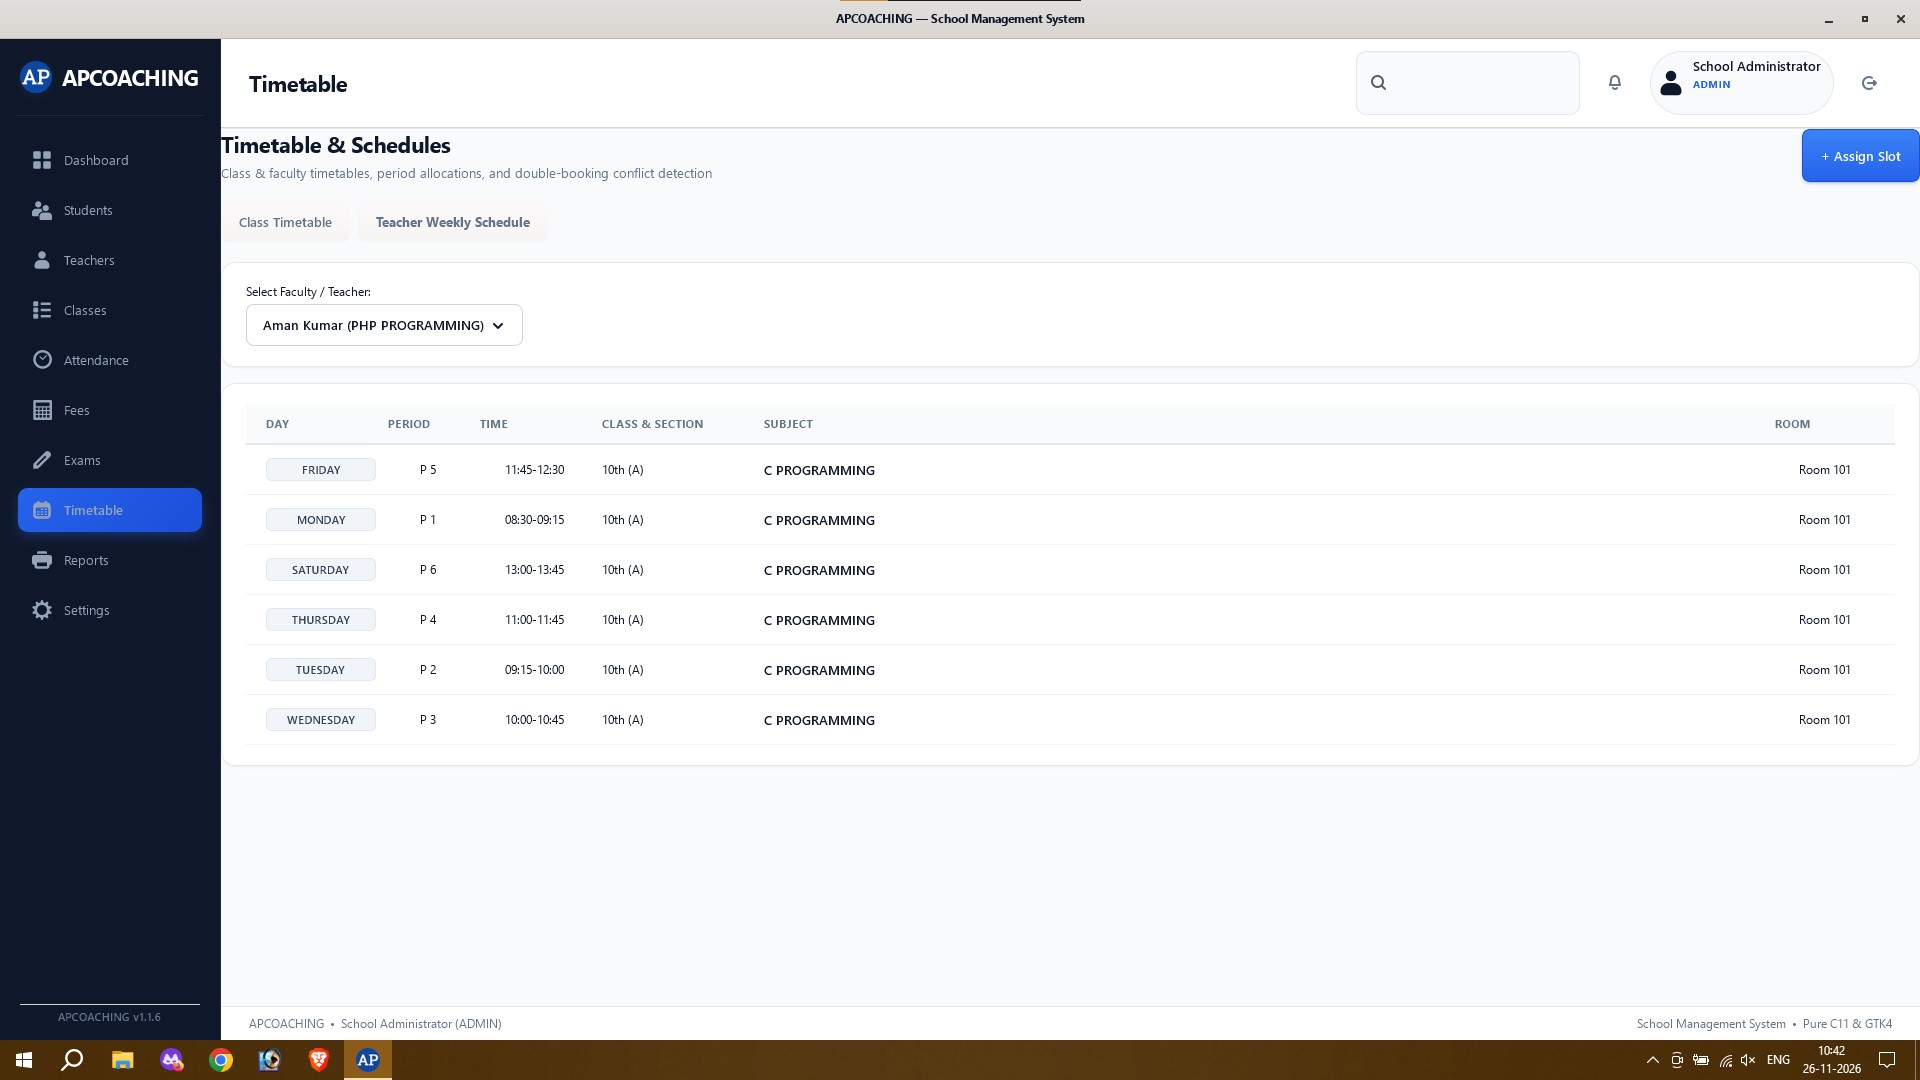 APCOACHING — School Management System
AP APCOACHING
Timetable
School Administrator
ADMIN
Dashboard
Students
Teachers
Classes
Attendance
Fees
Exams
Timetable
Reports
Settings
APCOACHING v1.1.6
Timetable & Schedules
Class & faculty timetables, period allocations, and double-booking conflict detection
+ Assign Slot
Class Timetable Teacher Weekly Schedule
Select Faculty / Teacher:
Aman Kumar (PHP PROGRAMMING)
DAY PERIOD TIME CLASS & SECTION SUBJECT ROOM
FRIDAY P 5 11:45-12:30 10th (A) C PROGRAMMING Room 101
MONDAY P 1 08:30-09:15 10th (A) C PROGRAMMING Room 101
SATURDAY P 6 13:00-13:45 10th (A) C PROGRAMMING Room 101
THURSDAY P 4 11:00-11:45 10th (A) C PROGRAMMING Room 101
TUESDAY P 2 09:15-10:00 10th (A) C PROGRAMMING Room 101
WEDNESDAY P 3 10:00-10:45 10th (A) C PROGRAMMING Room 101
APCOACHING • School Administrator (ADMIN)
School Management System • Pure C11 & GTK4
AP
ENG
10:42
26-11-2026